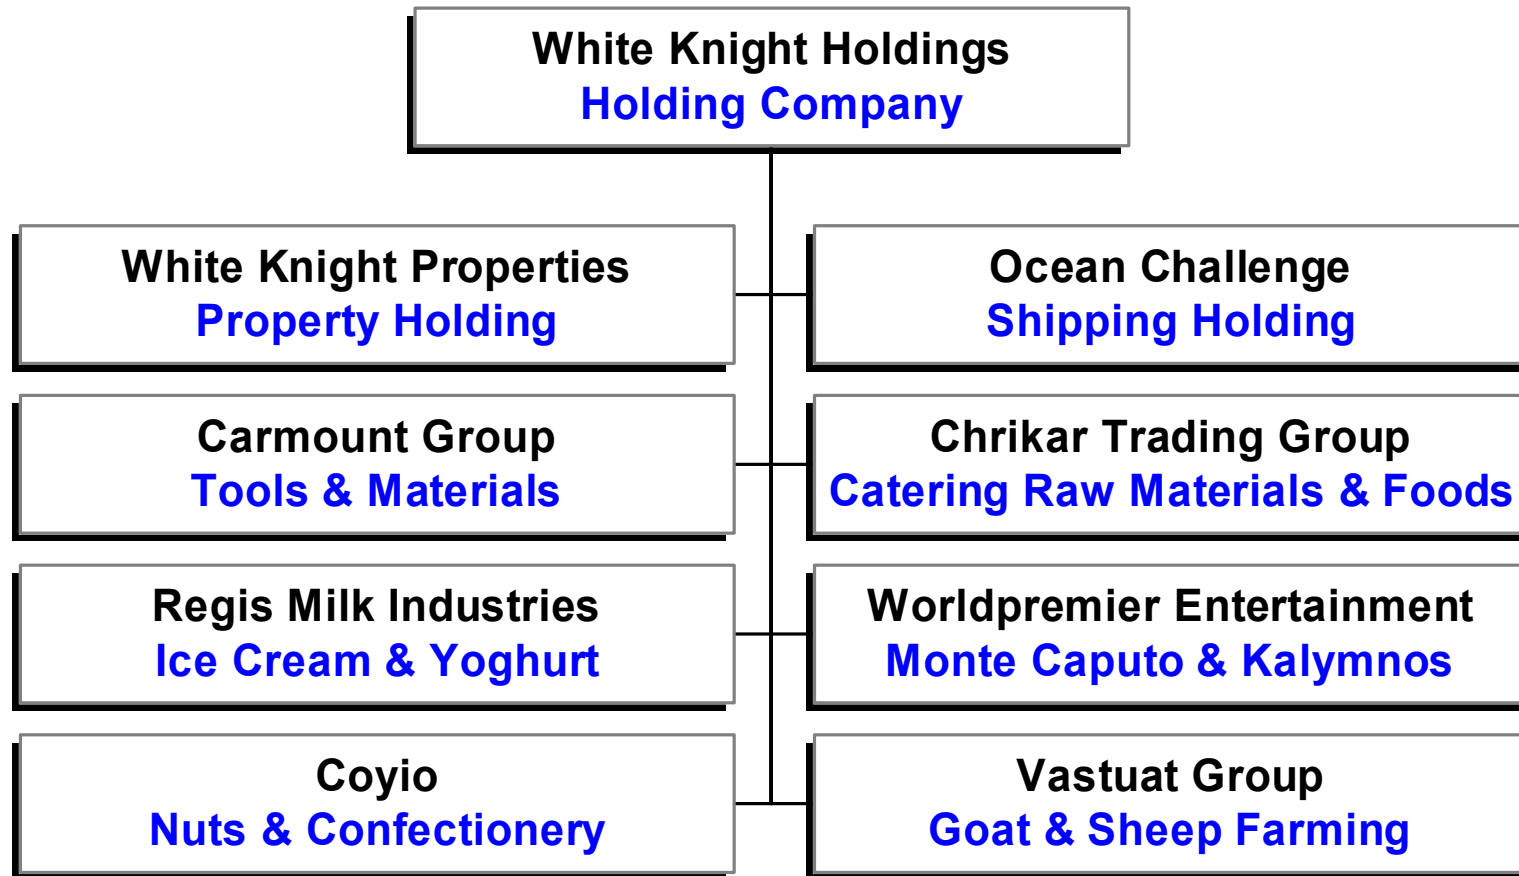 White Knight Holdings
Holding Company
White Knight Properties
Property Holding
Ocean Challenge
Shipping Holding
Carmount Group
Tools & Materials
Chrikar Trading Group
Catering Raw Materials & Foods
Regis Milk Industries
Ice Cream & Yoghurt
Worldpremier Entertainment
Monte Caputo & Kalymnos
Coyio
Nuts & Confectionery
Vastuat Group
Goat & Sheep Farming